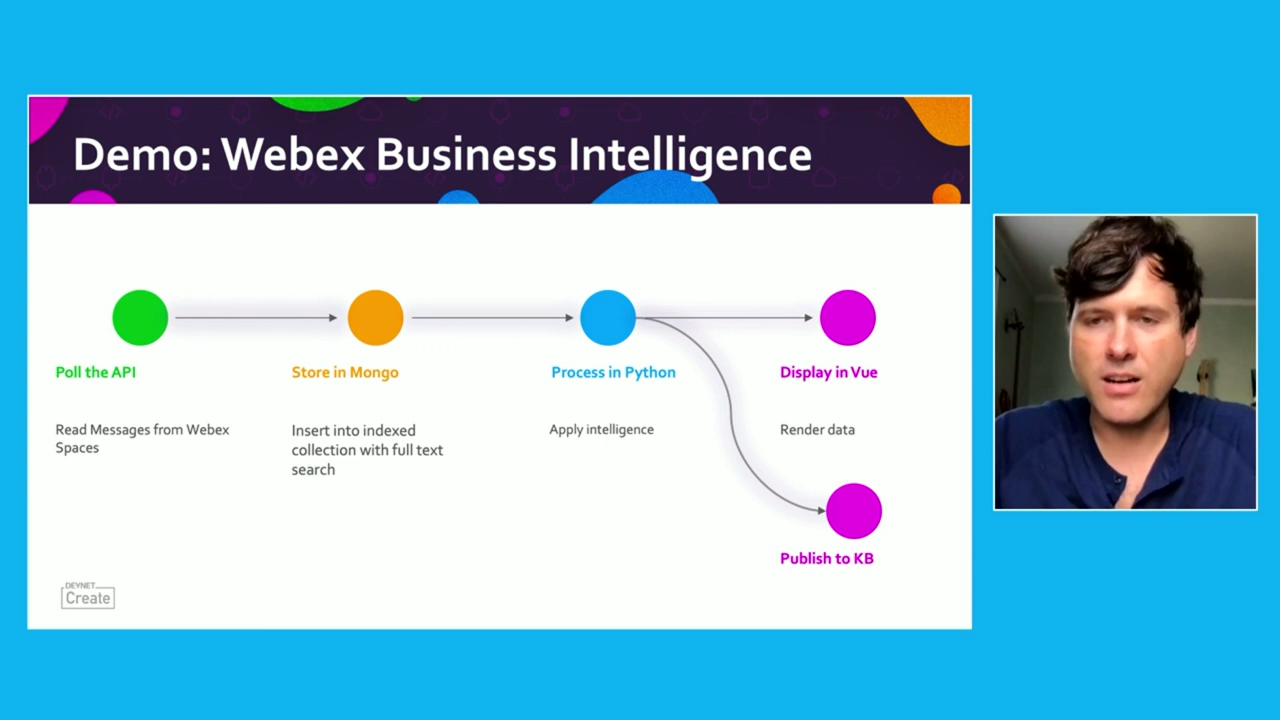 Demo: Webex Business Intelligence
Poll the API
Store in Mongo
Process in Python
Display in Vue
Read Messages from Webex
Spaces
Insert into indexed
collection with full text
search
Apply intelligence
Render data
Publish to KB
DEVNET
Create